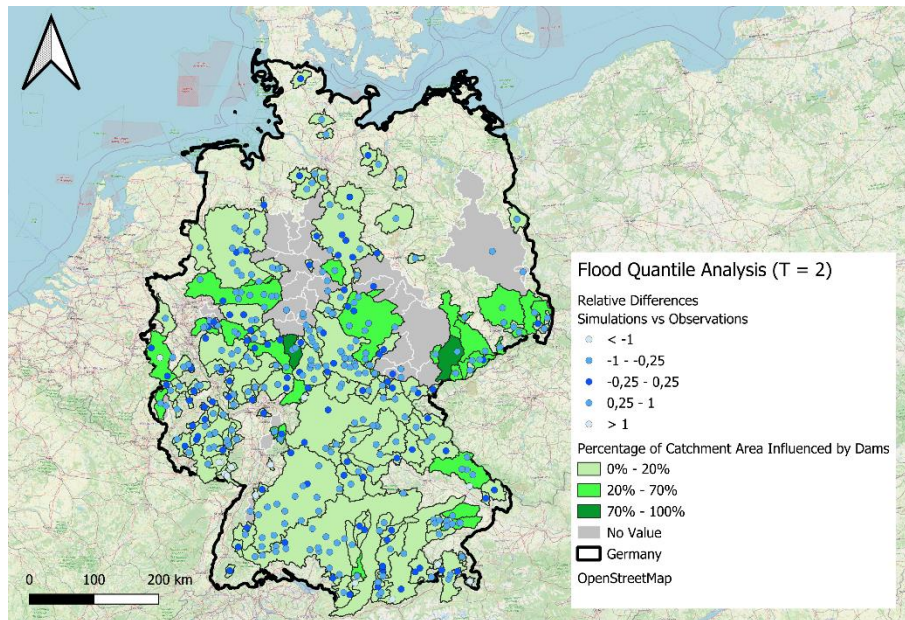 Flood Quantile Analysis (T = 2)
Relative Differences
Simulations vs Observations
< -1
-1 - -0,25
-0,25 - 0,25
0,25 - 1
> 1
Percentage of Catchment Area Influenced by Dams
0% - 20%
20% - 70%
70% - 100%
No Value
Germany
OpenStreetMap
0 100 200 km